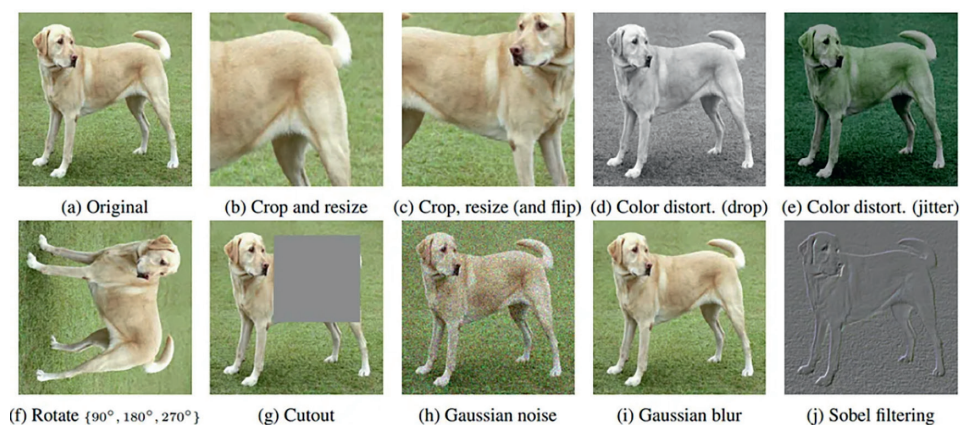 (a) Original
(b) Crop and resize
(c) Crop, resize (and flip)
(d) Color distort. (drop)
(e) Color distort. (jitter)
(f) Rotate {90°, 180°, 270°}
(g) Cutout
(h) Gaussian noise
(i) Gaussian blur
(j) Sobel filtering